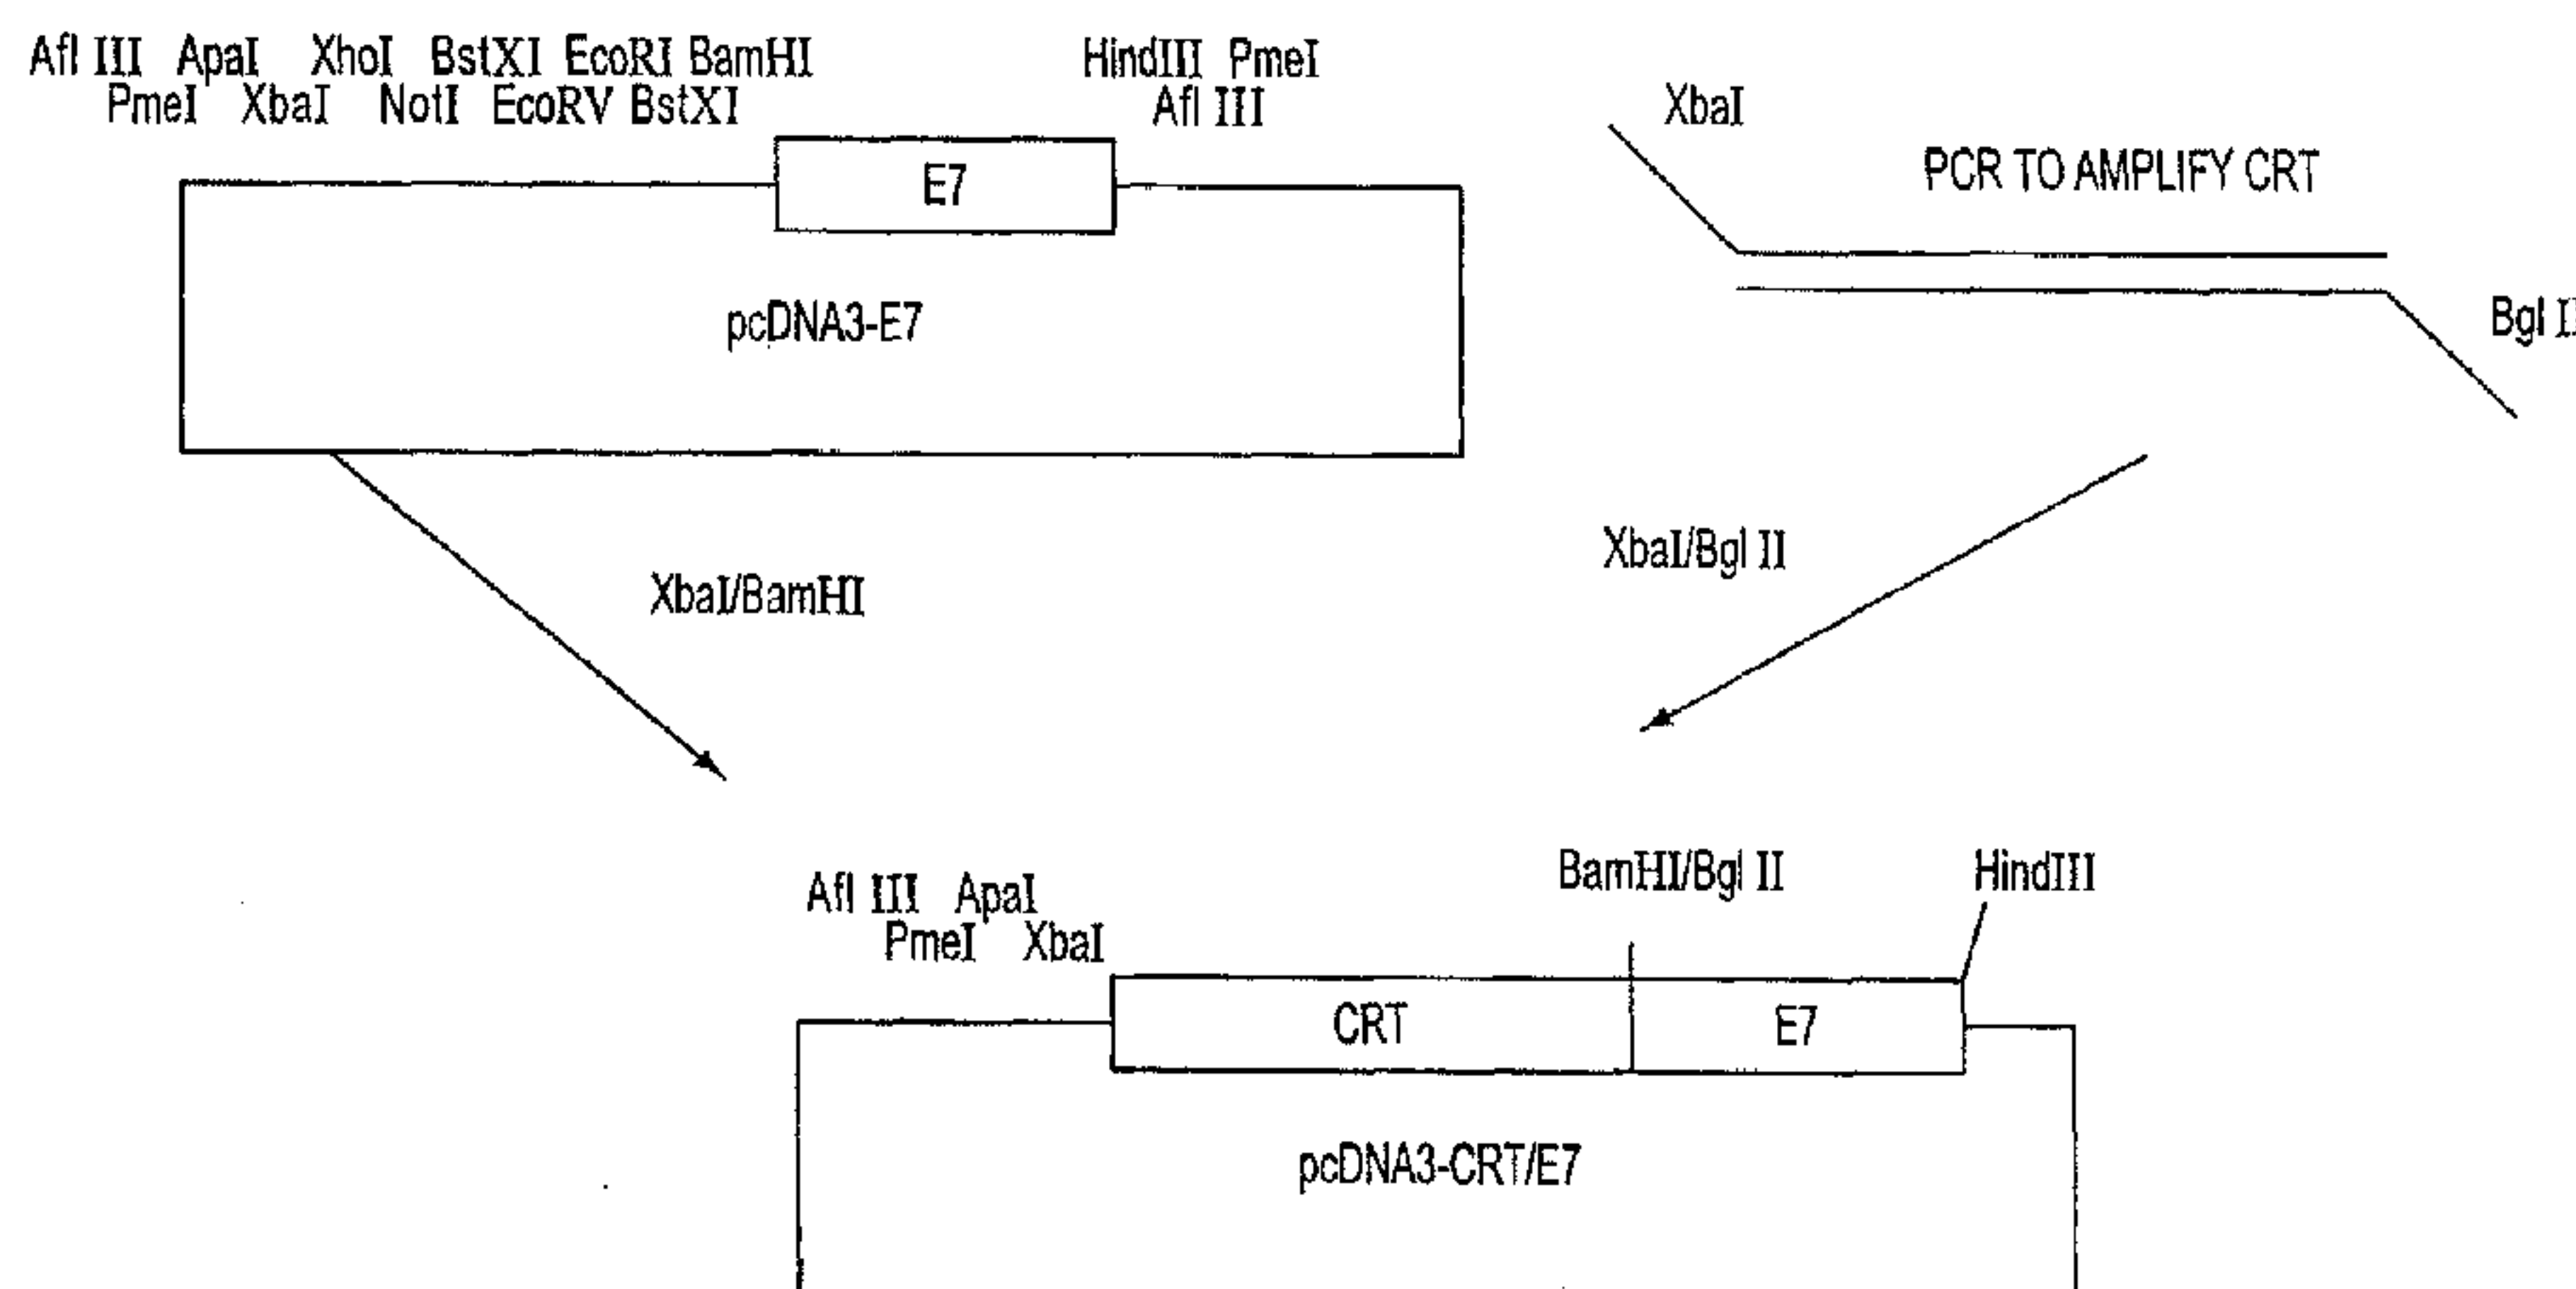 Afl III ApaI XhoI BstXI EcoRI BamHI
PmeI XbaI NotI EcoRV BstXI
HindIII PmeI
Afl III
E7
pcDNA3-E7
XbaI
PCR TO AMPLIFY CRT
Bgl II
XbaI/BamHI
XbaI/Bgl II
Afl III ApaI
PmeI XbaI
BamHI/Bgl II
HindIII
CRT
E7
pcDNA3-CRT/E7